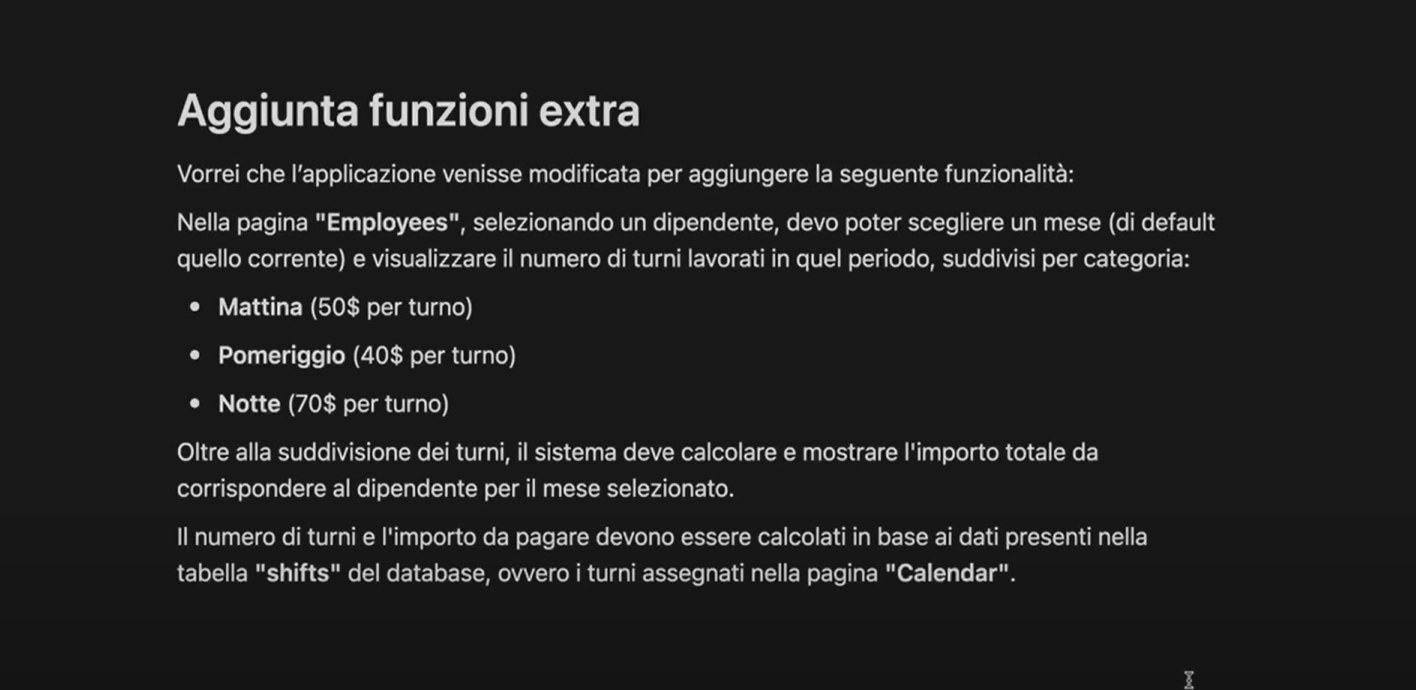 Aggiunta funzioni extra
Vorrei che l’applicazione venisse modificata per aggiungere la seguente funzionalità:
Nella pagina "Employees", selezionando un dipendente, devo poter scegliere un mese (di default
quello corrente) e visualizzare il numero di turni lavorati in quel periodo, suddivisi per categoria:
• Mattina (50$ per turno)
• Pomeriggio (40$ per turno)
• Notte (70$ per turno)
Oltre alla suddivisione dei turni, il sistema deve calcolare e mostrare l'importo totale da
corrispondere al dipendente per il mese selezionato.
Il numero di turni e l'importo da pagare devono essere calcolati in base ai dati presenti nella
tabella "shifts" del database, ovvero i turni assegnati nella pagina "Calendar".